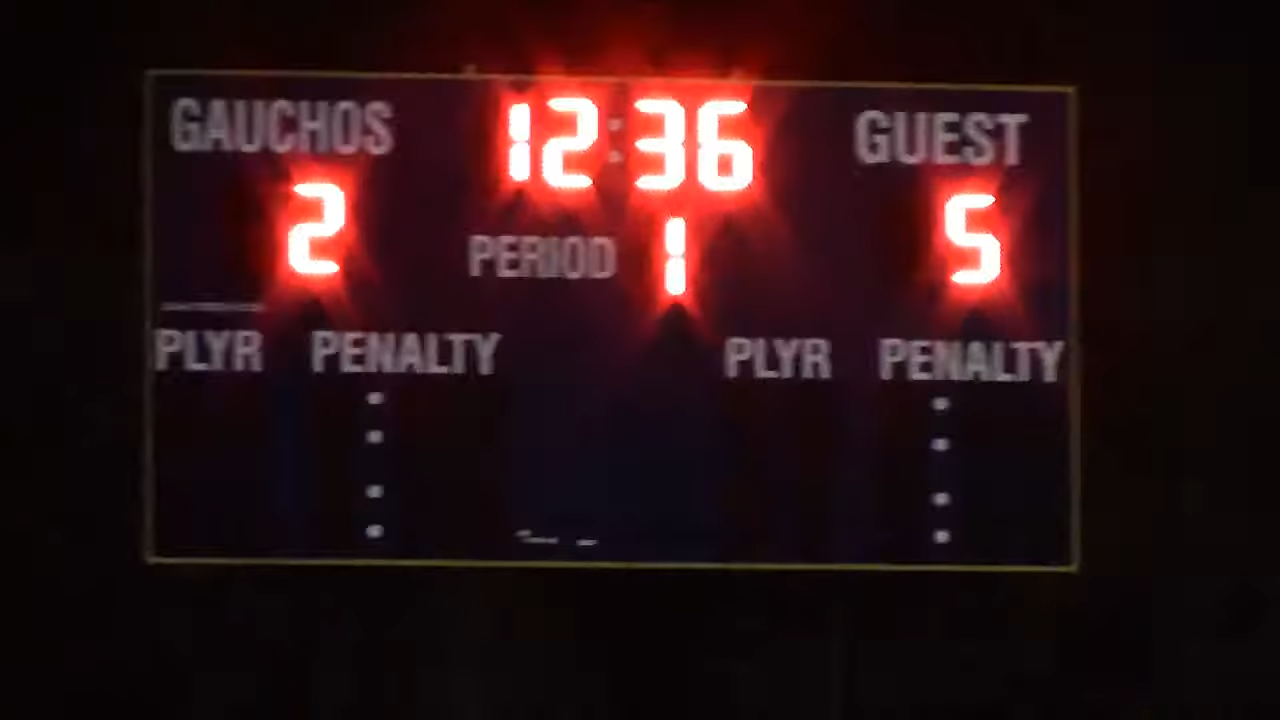 GAUCHOS 12:36 GUEST
2 PERIOD 1 5
PLYR PENALTY PLYR PENALTY